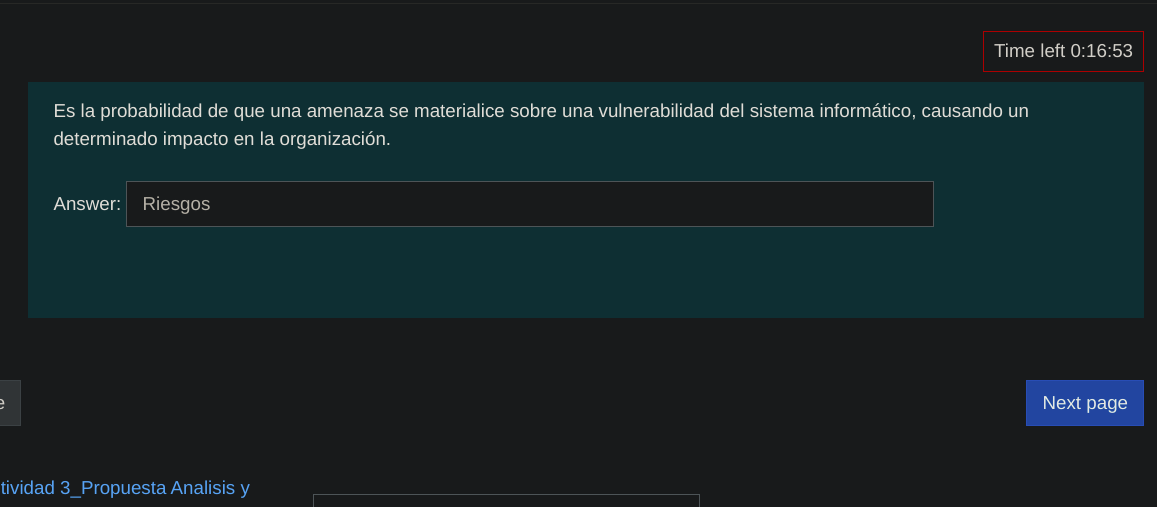 Time left 0:16:53
Es la probabilidad de que una amenaza se materialice sobre una vulnerabilidad del sistema informático, causando un
determinado impacto en la organización.
Answer: Riesgos
e
Next page
tividad 3_Propuesta Analisis y